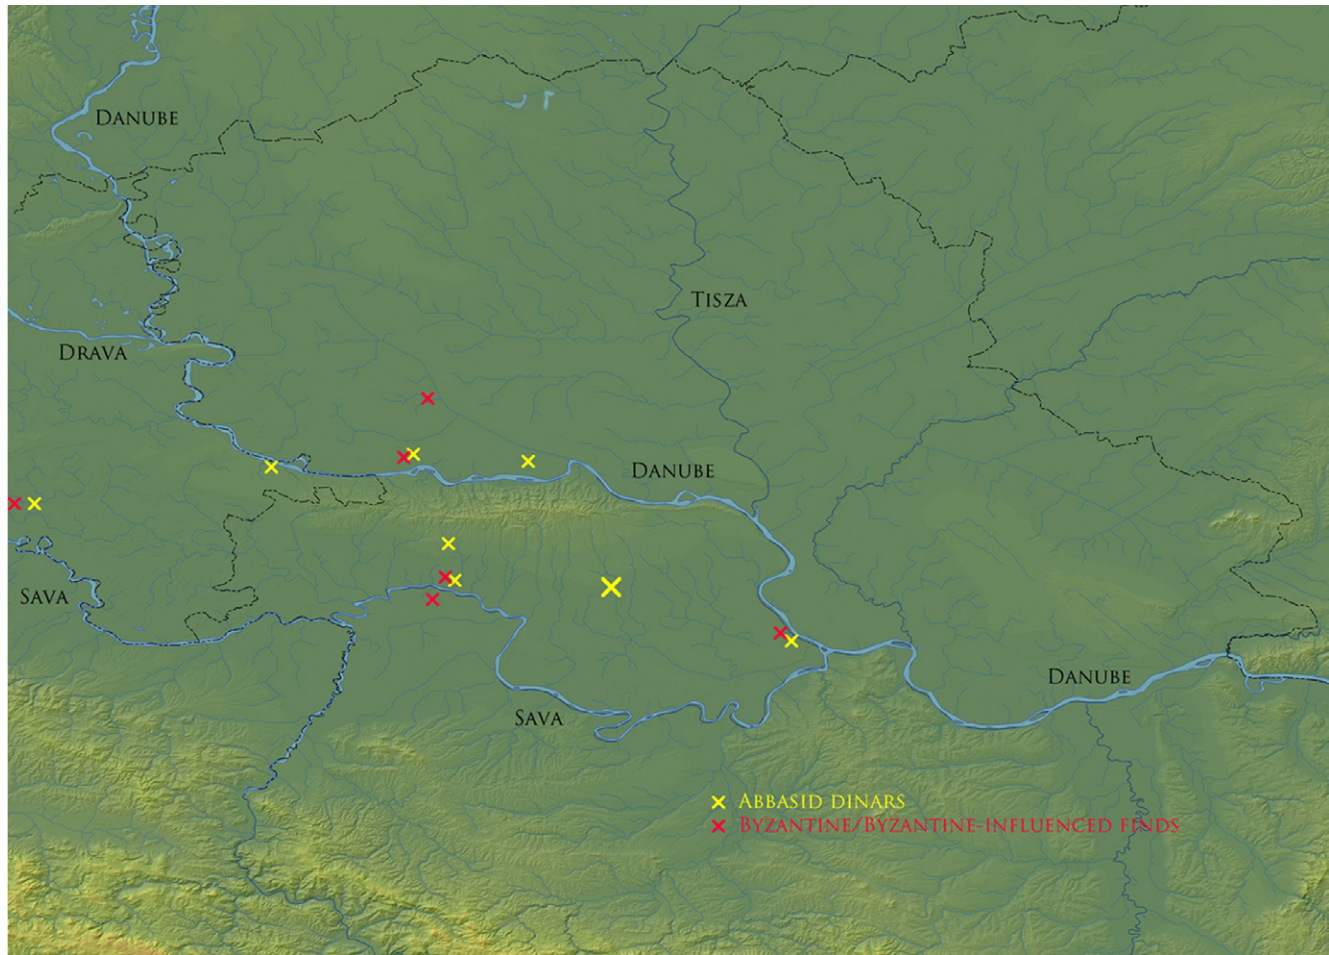 Danube
Tisza
Drava
Danube
Sava
Danube
Sava
Abbasid dinars
Byzantine/Byzantine-influenced finds